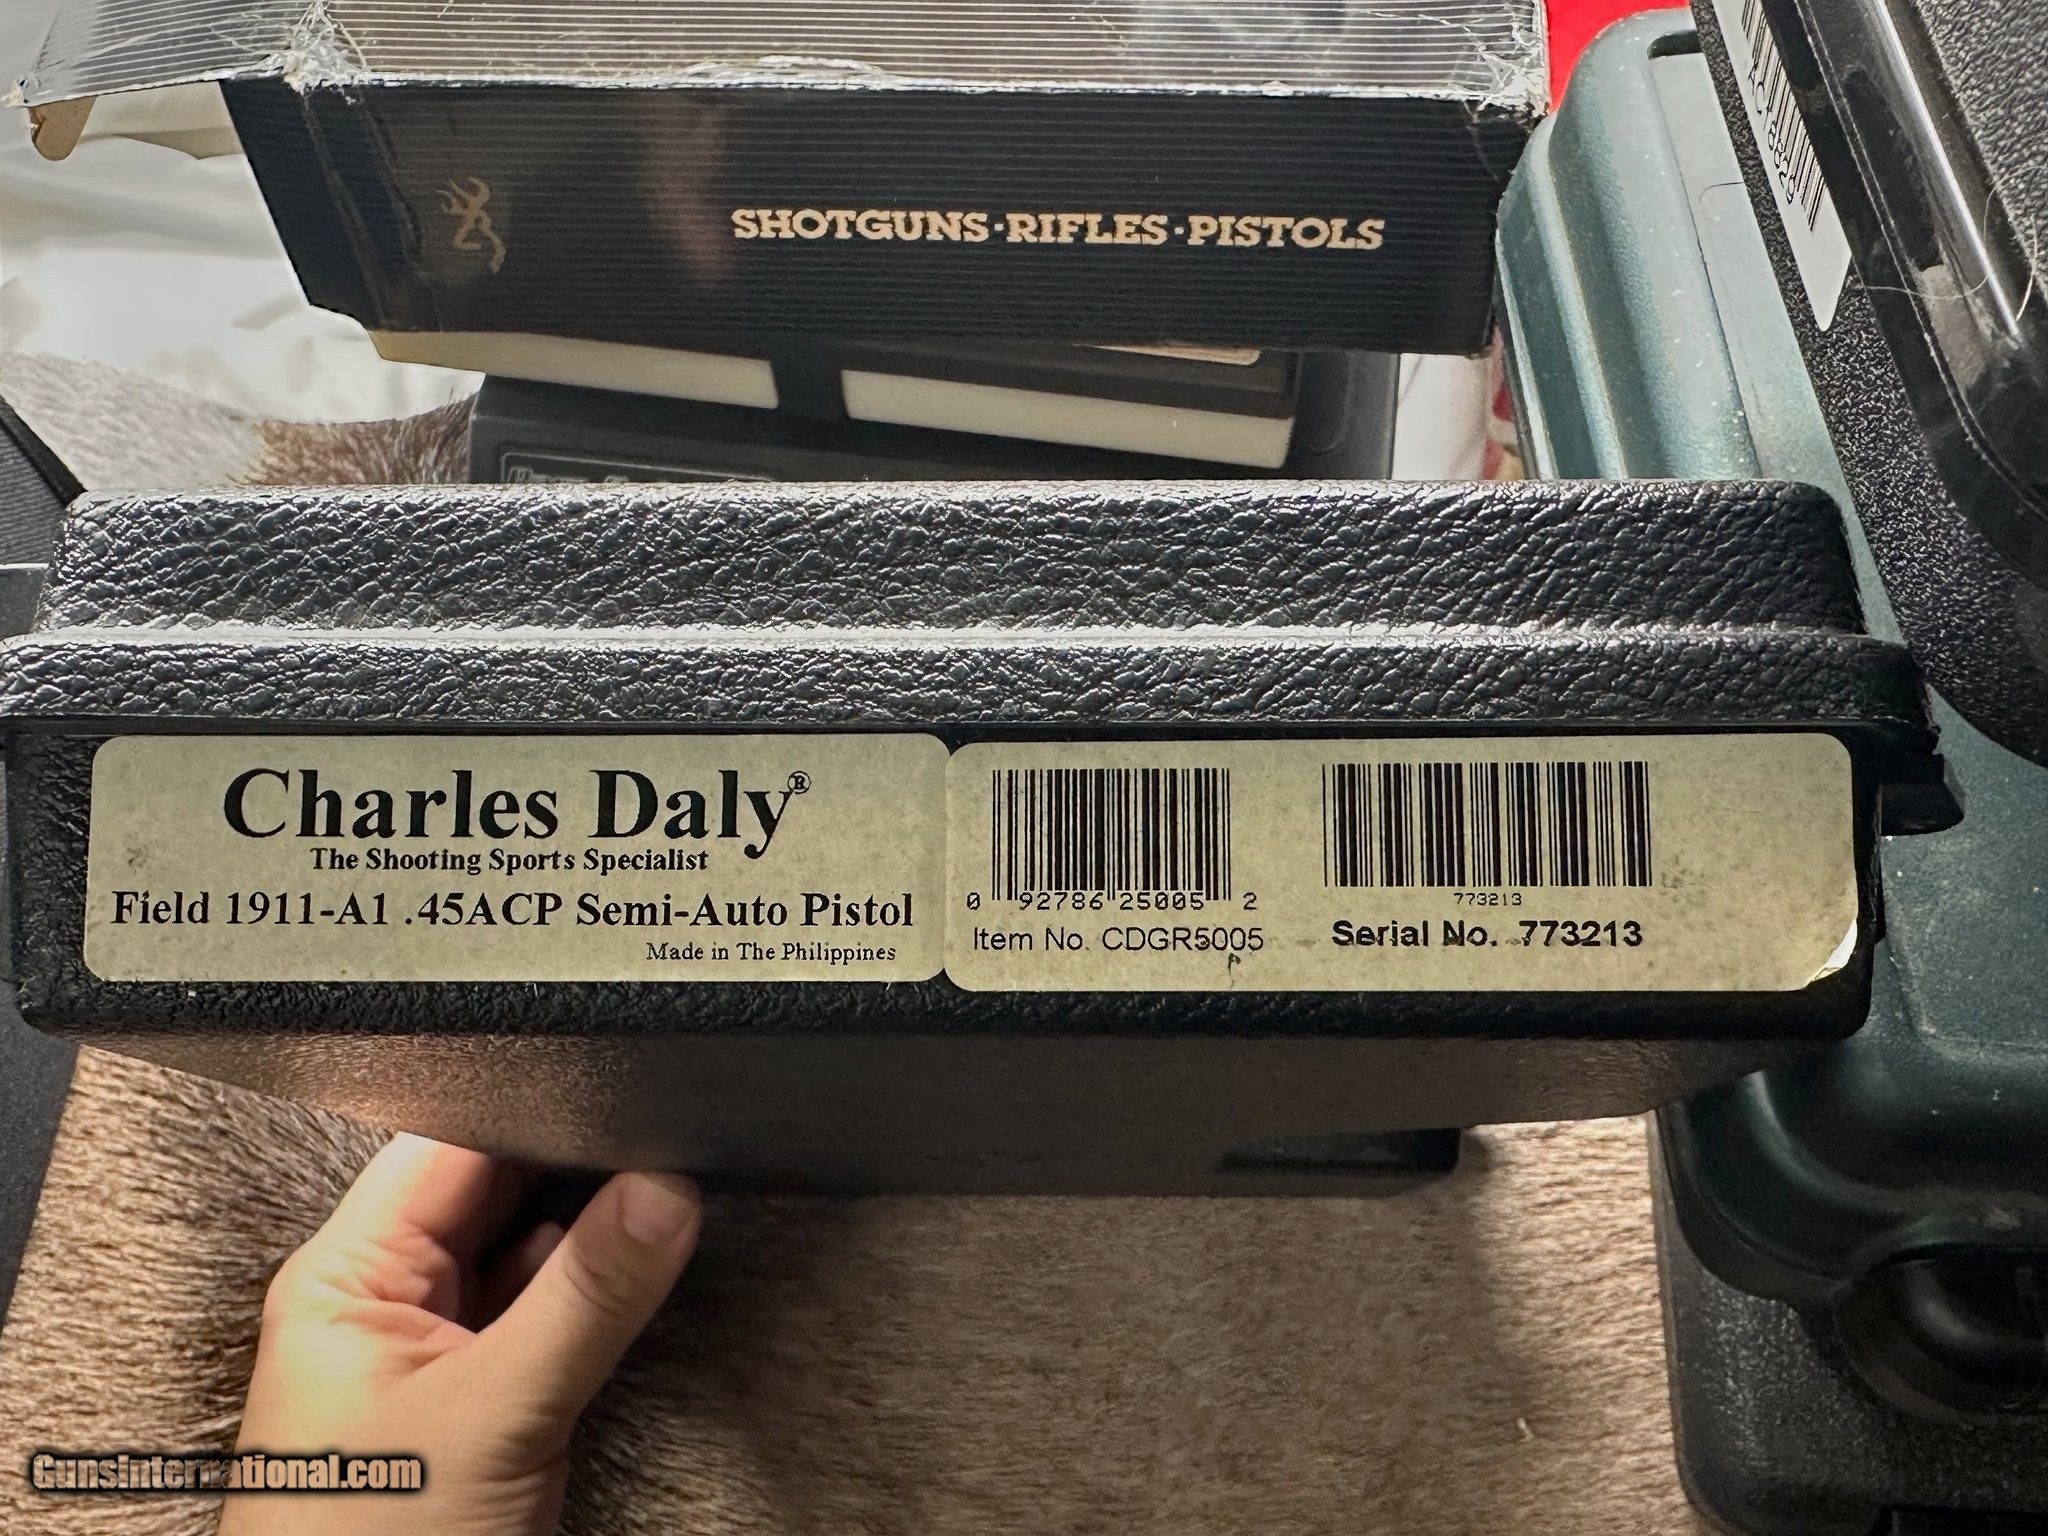 SHOTGUNS·RIFLES·PISTOLS
Charles Daly®
The Shooting Sports Specialist
Field 1911-A1 .45ACP Semi-Auto Pistol
Made in The Philippines
0 92786 25005 2
Item No. CDGR5005
773213
Serial No. 773213
GunsInternational.com